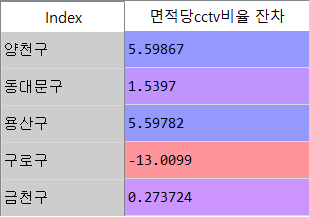 Index 면적당cctv비율 잔차
양천구 5.59867
동대문구 1.5397
용산구 5.59782
구로구 -13.0099
금천구 0.273724